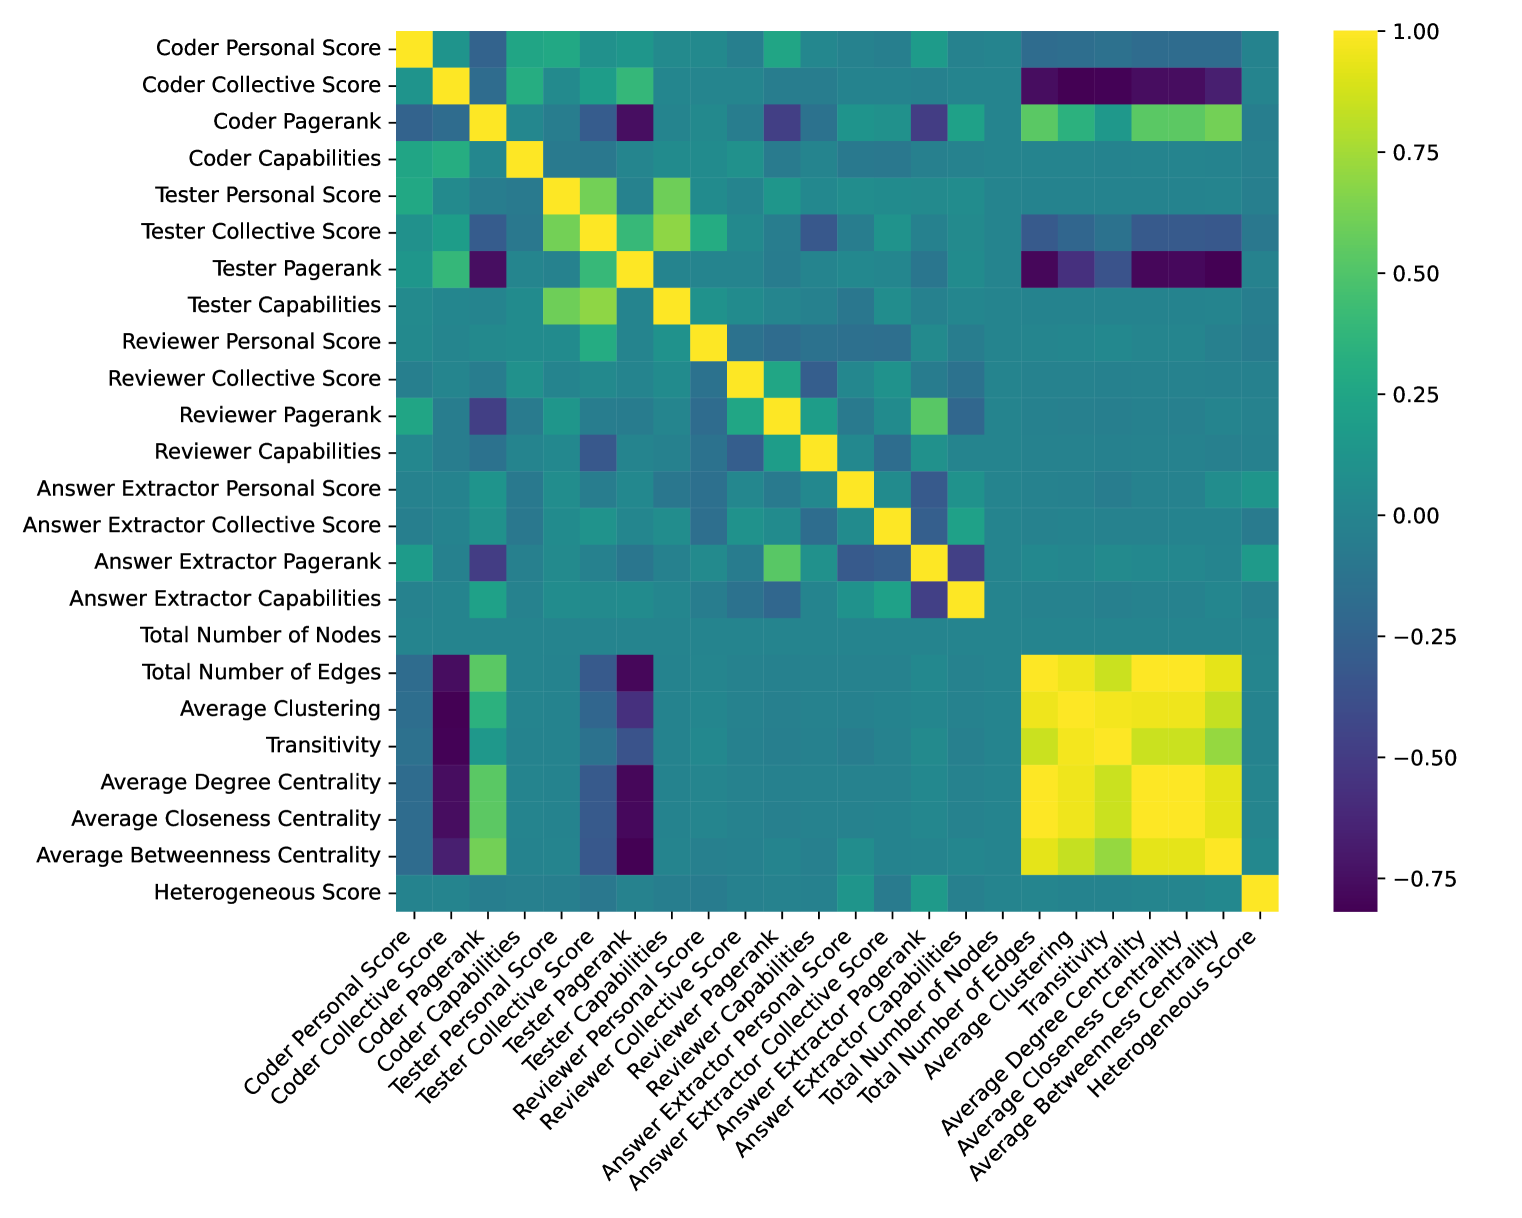 Coder Personal Score
Coder Collective Score
Coder Pagerank
Coder Capabilities
Tester Personal Score
Tester Collective Score
Tester Pagerank
Tester Capabilities
Reviewer Personal Score
Reviewer Collective Score
Reviewer Pagerank
Reviewer Capabilities
Answer Extractor Personal Score
Answer Extractor Collective Score
Answer Extractor Pagerank
Answer Extractor Capabilities
Total Number of Nodes
Total Number of Edges
Average Clustering
Transitivity
Average Degree Centrality
Average Closeness Centrality
Average Betweenness Centrality
Heterogeneous Score
Coder Personal Score
Coder Collective Score
Coder Pagerank
Coder Capabilities
Tester Personal Score
Tester Collective Score
Tester Pagerank
Tester Capabilities
Reviewer Personal Score
Reviewer Collective Score
Reviewer Pagerank
Reviewer Capabilities
Answer Extractor Personal Score
Answer Extractor Collective Score
Answer Extractor Pagerank
Answer Extractor Capabilities
Total Number of Nodes
Total Number of Edges
Average Clustering
Transitivity
Average Degree Centrality
Average Closeness Centrality
Average Betweenness Centrality
Heterogeneous Score
1.00
0.75
0.50
0.25
0.00
−0.25
−0.50
−0.75